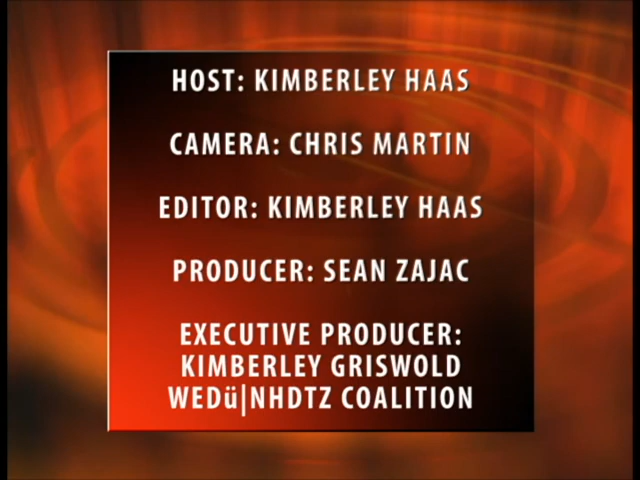 HOST: KIMBERLEY HAAS
CAMERA: CHRIS MARTIN
EDITOR: KIMBERLEY HAAS
PRODUCER: SEAN ZAJAC
EXECUTIVE PRODUCER:
KIMBERLEY GRISWOLD
WEDü|NHDTZ COALITION